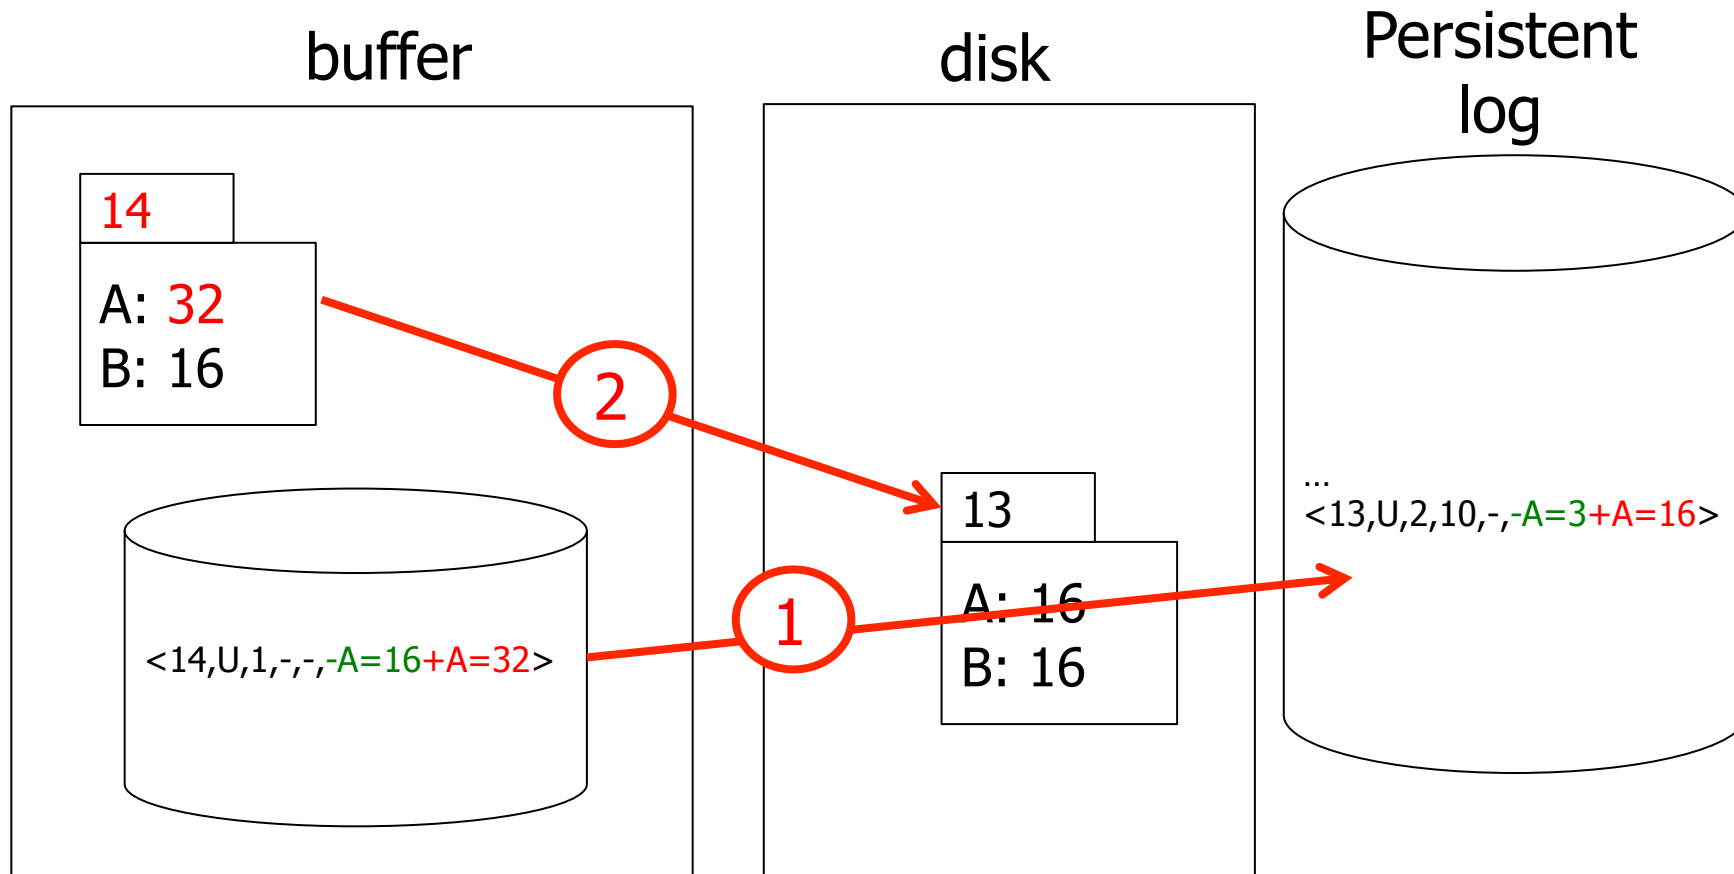 buffer
disk
Persistent
log
14
A: 32
B: 16
2
<14,U,1,-,-,-A=16+A=32>
1
13
A: 16
B: 16
...
<13,U,2,10,-,-A=3+A=16>